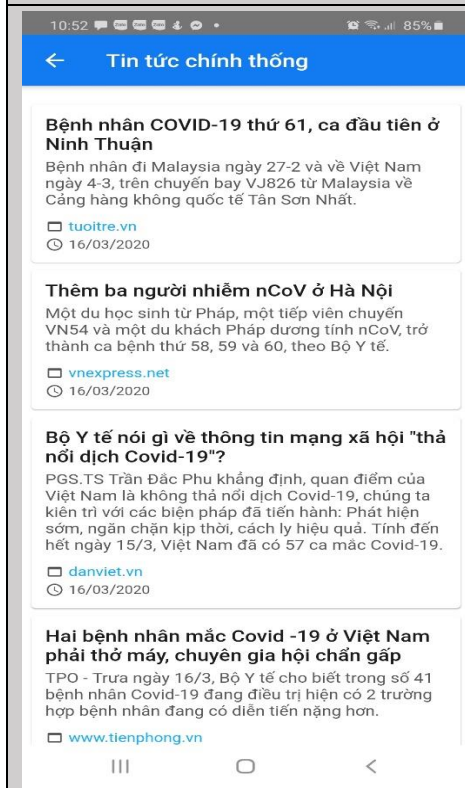 10:52
85%
Tin tức chính thống
Bệnh nhân COVID-19 thứ 61, ca đầu tiên ở
Ninh Thuận
Bệnh nhân đi Malaysia ngày 27-2 và về Việt Nam
ngày 4-3, trên chuyến bay VJ826 từ Malaysia về
Cảng hàng không quốc tế Tân Sơn Nhất.
tuoitre.vn
16/03/2020
Thêm ba người nhiễm nCoV ở Hà Nội
Một du học sinh từ Pháp, một tiếp viên chuyến
VN54 và một du khách Pháp dương tính nCoV, trở
thành ca bệnh thứ 58, 59 và 60, theo Bộ Y tế.
vnexpress.net
16/03/2020
Bộ Y tế nói gì về thông tin mạng xã hội "thả
nổi dịch Covid-19"?
PGS.TS Trần Đắc Phu khẳng định, quan điểm của
Việt Nam là không thả nổi dịch Covid-19, chúng ta
kiên trì với các biện pháp đã tiến hành: Phát hiện
sớm, ngăn chặn kịp thời, cách ly hiệu quả. Tính đến
hết ngày 15/3, Việt Nam đã có 57 ca mắc Covid-19.
danviet.vn
16/03/2020
Hai bệnh nhân mắc Covid -19 ở Việt Nam
phải thở máy, chuyên gia hội chẩn gấp
TPO - Trưa ngày 16/3, Bộ Y tế cho biết trong số 41
bệnh nhân Covid-19 đang điều trị hiện có 2 trường
hợp bệnh nhân đang có diễn tiến nặng hơn.
www.tienphong.vn